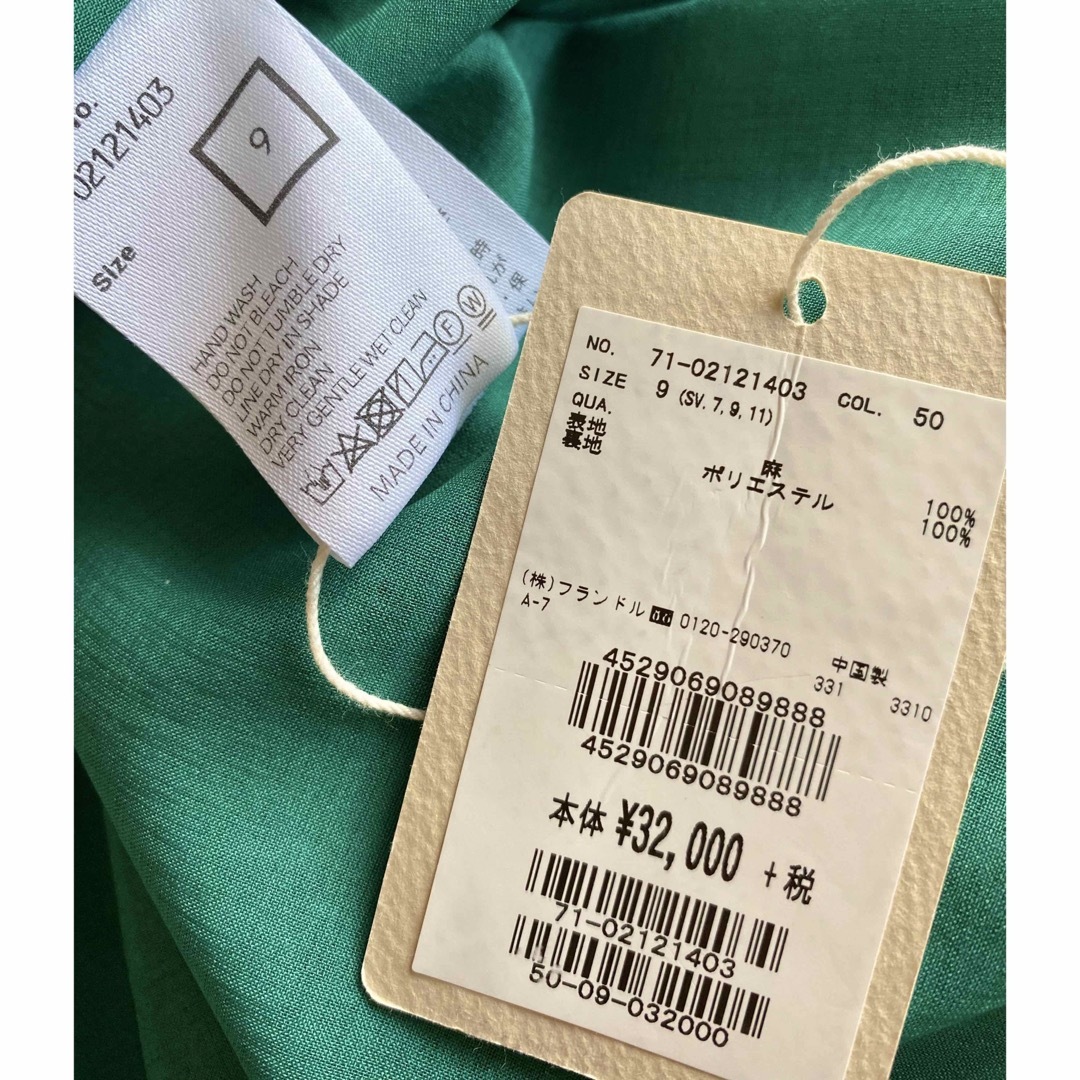 No.
02121403
Size
9
HAND WASH
DO NOT BLEACH
DO NOT TUMBLE DRY
LINE DRY IN SHADE
WARM IRON
DRY CLEAN
VERY GENTLE WET CLEAN
F W
MADE IN CHINA
NO. 71-02121403 COL. 50
SIZE 9 (SV. 7, 9, 11)
QUA.
表地 麻 100%
裏地 ポリエステル 100%
(株)フランドル 0120-290370
A-7 中国製
331 3310
4529069089888
4529069089888
本体 ¥32,000 +税
71-02121403
50-09-032000